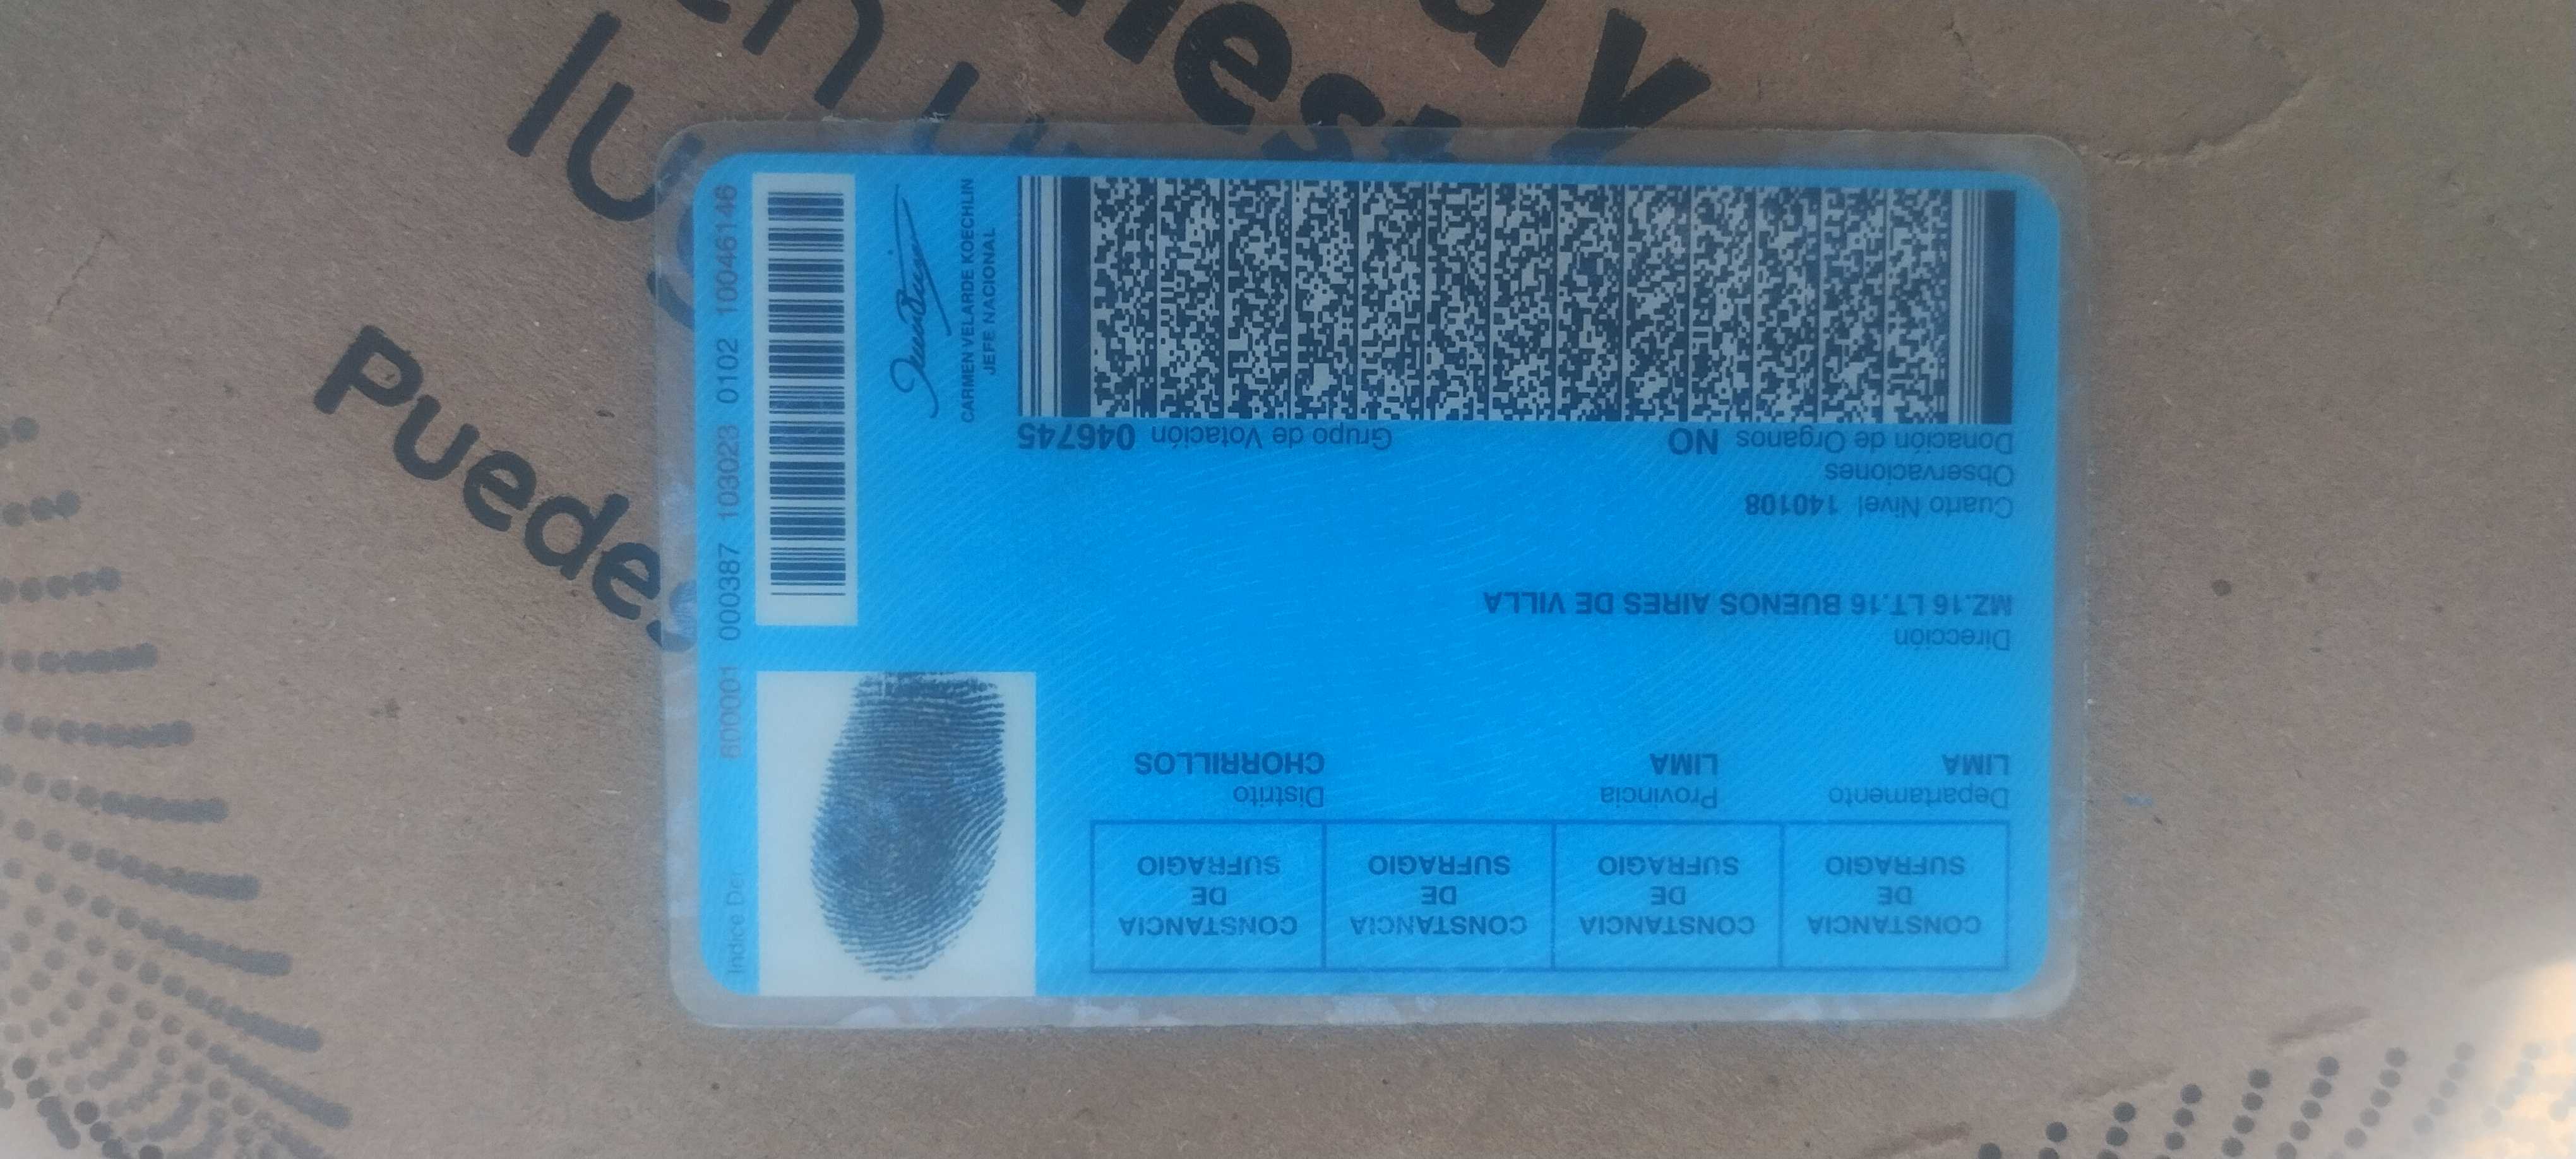 CONSTANCIA DE SUFRAGIO
CONSTANCIA DE SUFRAGIO
CONSTANCIA DE SUFRAGIO
CONSTANCIA DE SUFRAGIO
Departamento Provincia Distrito
LIMA LIMA CHORRILLOS
Dirección
MZ.16 LT.16 BUENOS AIRES DE VILLA
Cuarto Nivel 140108
Observaciones
Donación de Organos NO Grupo de Votación 046745
CARMEN VELARDE KOECHLIN
JEFE NACIONAL
Indice Der.
000387 103023 0102 10046146
Puedes